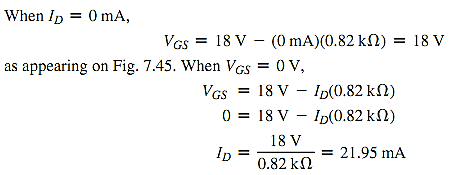 When I_D = 0 mA,
V_GS = 18 V − (0 mA)(0.82 kΩ) = 18 V
as appearing on Fig. 7.45. When V_GS = 0 V,
V_GS = 18 V − I_D(0.82 kΩ)
0 = 18 V − I_D(0.82 kΩ)
I_D = 18 V / 0.82 kΩ = 21.95 mA